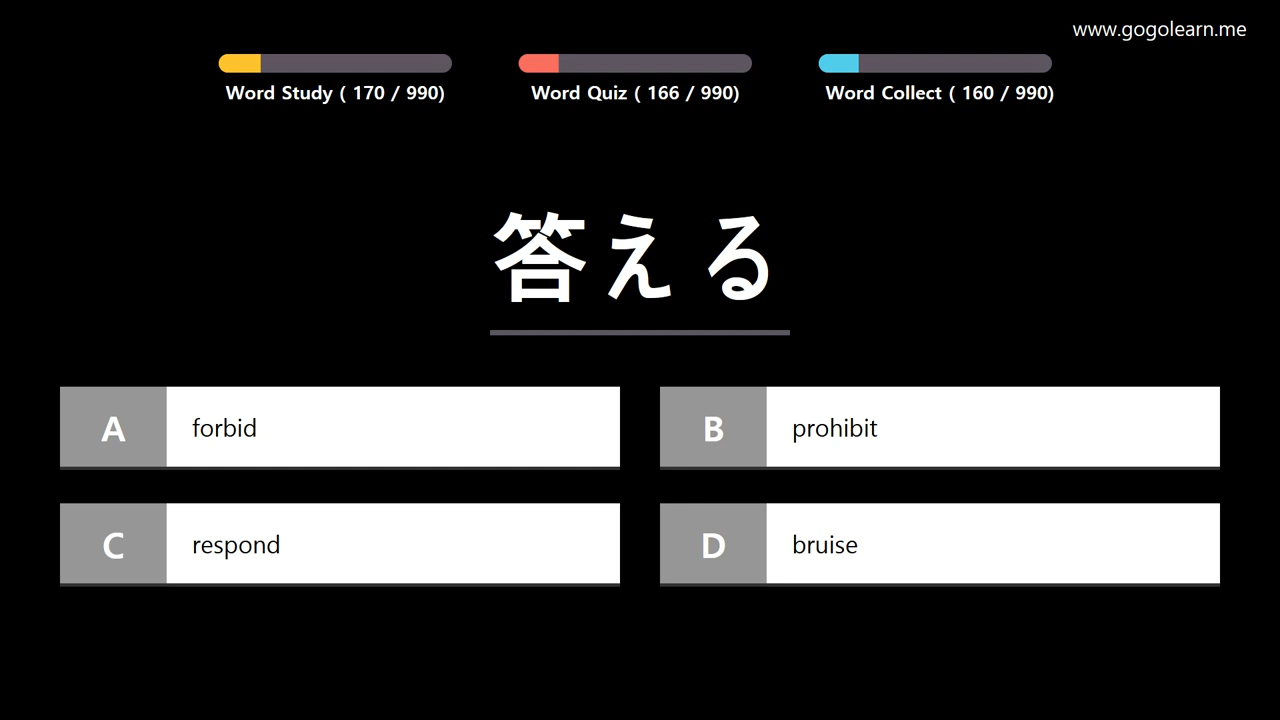 www.gogolearn.me
Word Study ( 170 / 990)
Word Quiz ( 166 / 990)
Word Collect ( 160 / 990)
答える
A forbid
B prohibit
C respond
D bruise